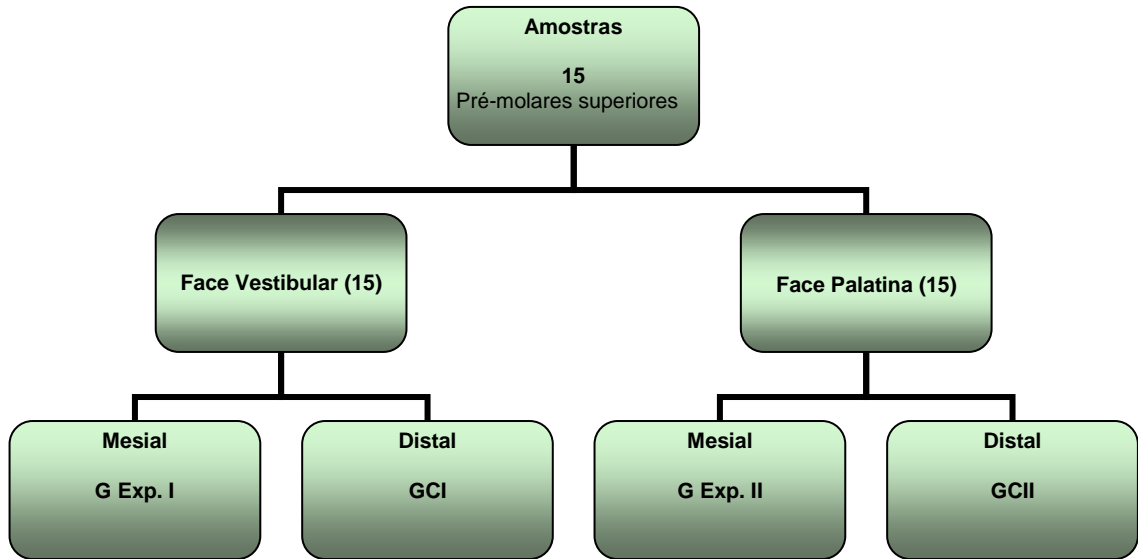 Amostras
15
Pré-molares superiores
Face Vestibular (15)
Face Palatina (15)
Mesial
G Exp. I
Distal
GCI
Mesial
G Exp. II
Distal
GCII